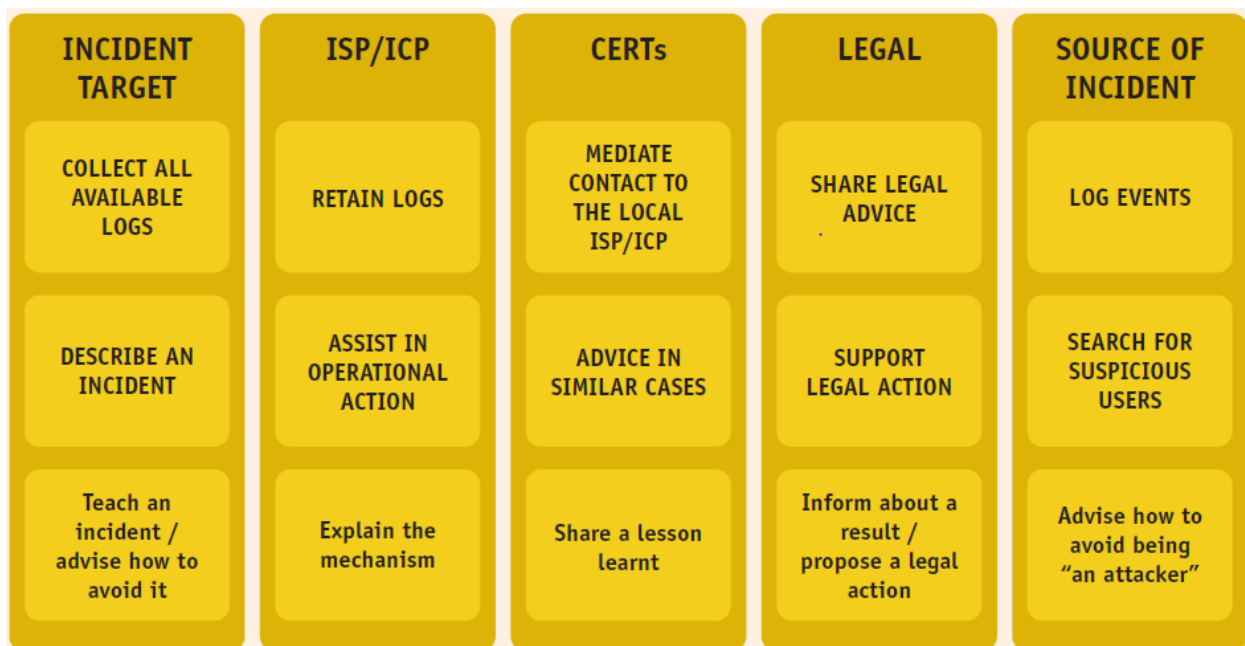 INCIDENT
TARGET
COLLECT ALL
AVAILABLE
LOGS
DESCRIBE AN
INCIDENT
Teach an
incident /
advise how to
avoid it
ISP/ICP
RETAIN LOGS
ASSIST IN
OPERATIONAL
ACTION
Explain the
mechanism
CERTs
MEDIATE
CONTACT TO
THE LOCAL
ISP/ICP
ADVICE IN
SIMILAR CASES
Share a lesson
learnt
LEGAL
SHARE LEGAL
ADVICE
SUPPORT
LEGAL ACTION
Inform about a
result /
propose a legal
action
SOURCE OF
INCIDENT
LOG EVENTS
SEARCH FOR
SUSPICIOUS
USERS
Advise how to
avoid being
“an attacker”